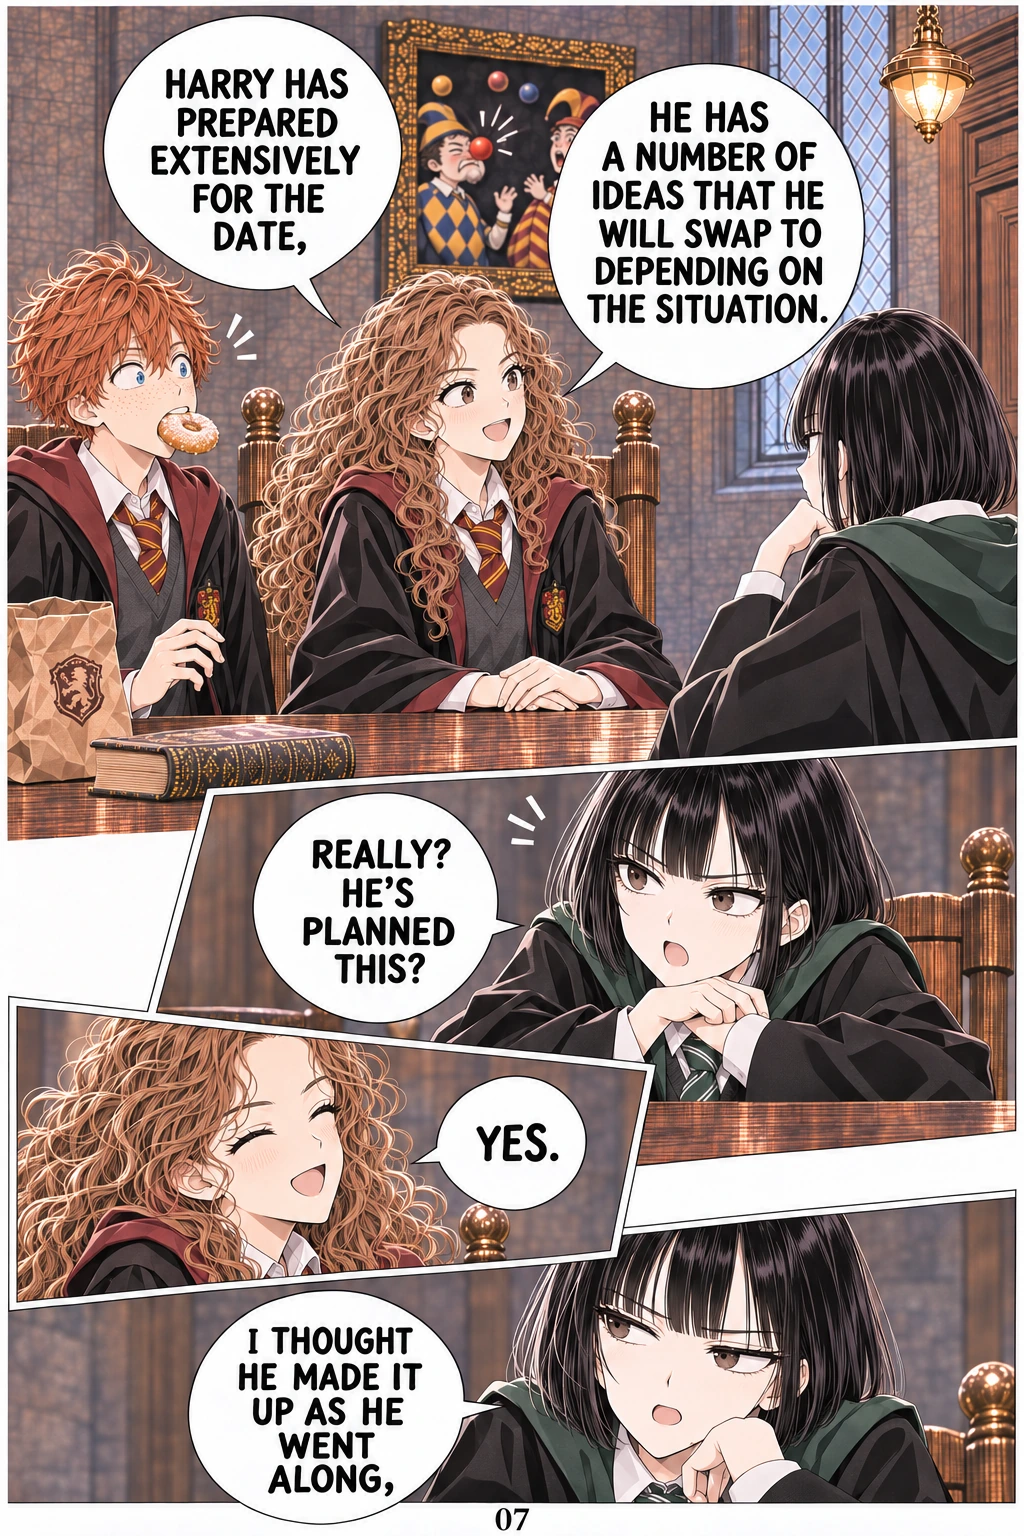 HARRY HAS
PREPARED
EXTENSIVELY
FOR THE
DATE,
HE HAS
A NUMBER OF
IDEAS THAT HE
WILL SWAP TO
DEPENDING ON
THE SITUATION.
REALLY?
HE'S
PLANNED
THIS?
YES.
I THOUGHT
HE MADE IT
UP AS HE
WENT
ALONG,
07